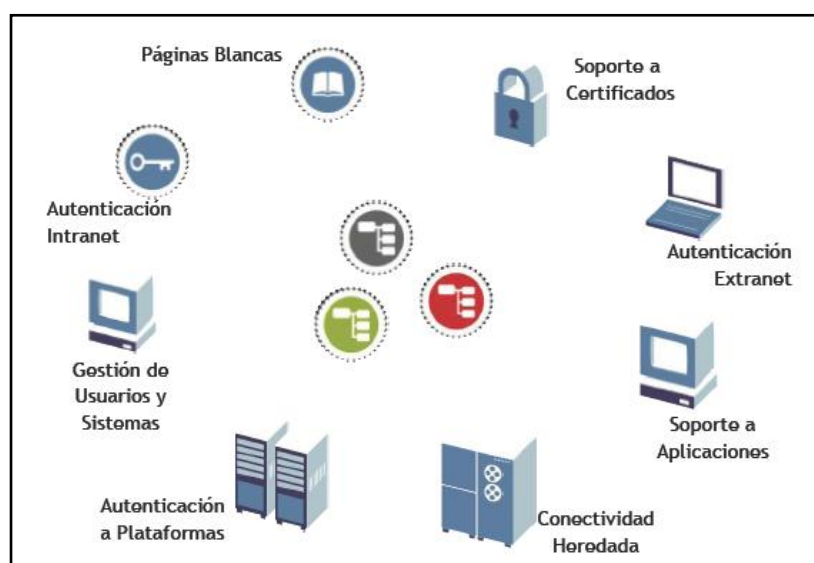 Páginas Blancas
Soporte a
Certificados
Autenticación
Intranet
Autenticación
Extranet
Gestión de
Usuarios y
Sistemas
Soporte a
Aplicaciones
Autenticación
a Plataformas
Conectividad
Heredada